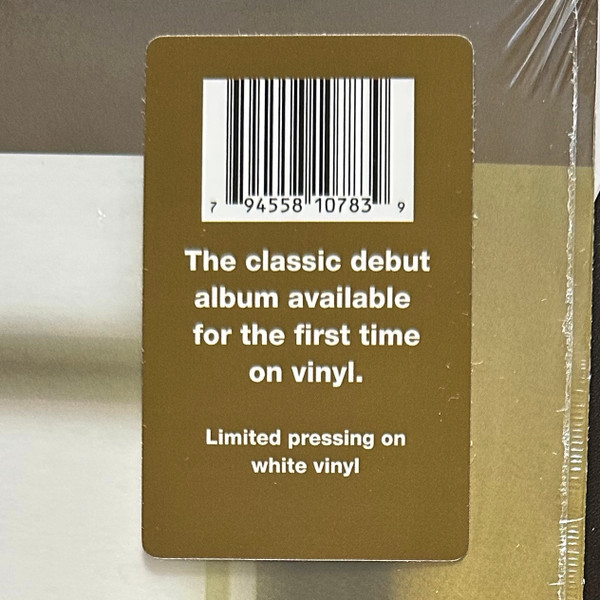 7 94558 10783 9
The classic debut
album available
for the first time
on vinyl.
Limited pressing on
white vinyl